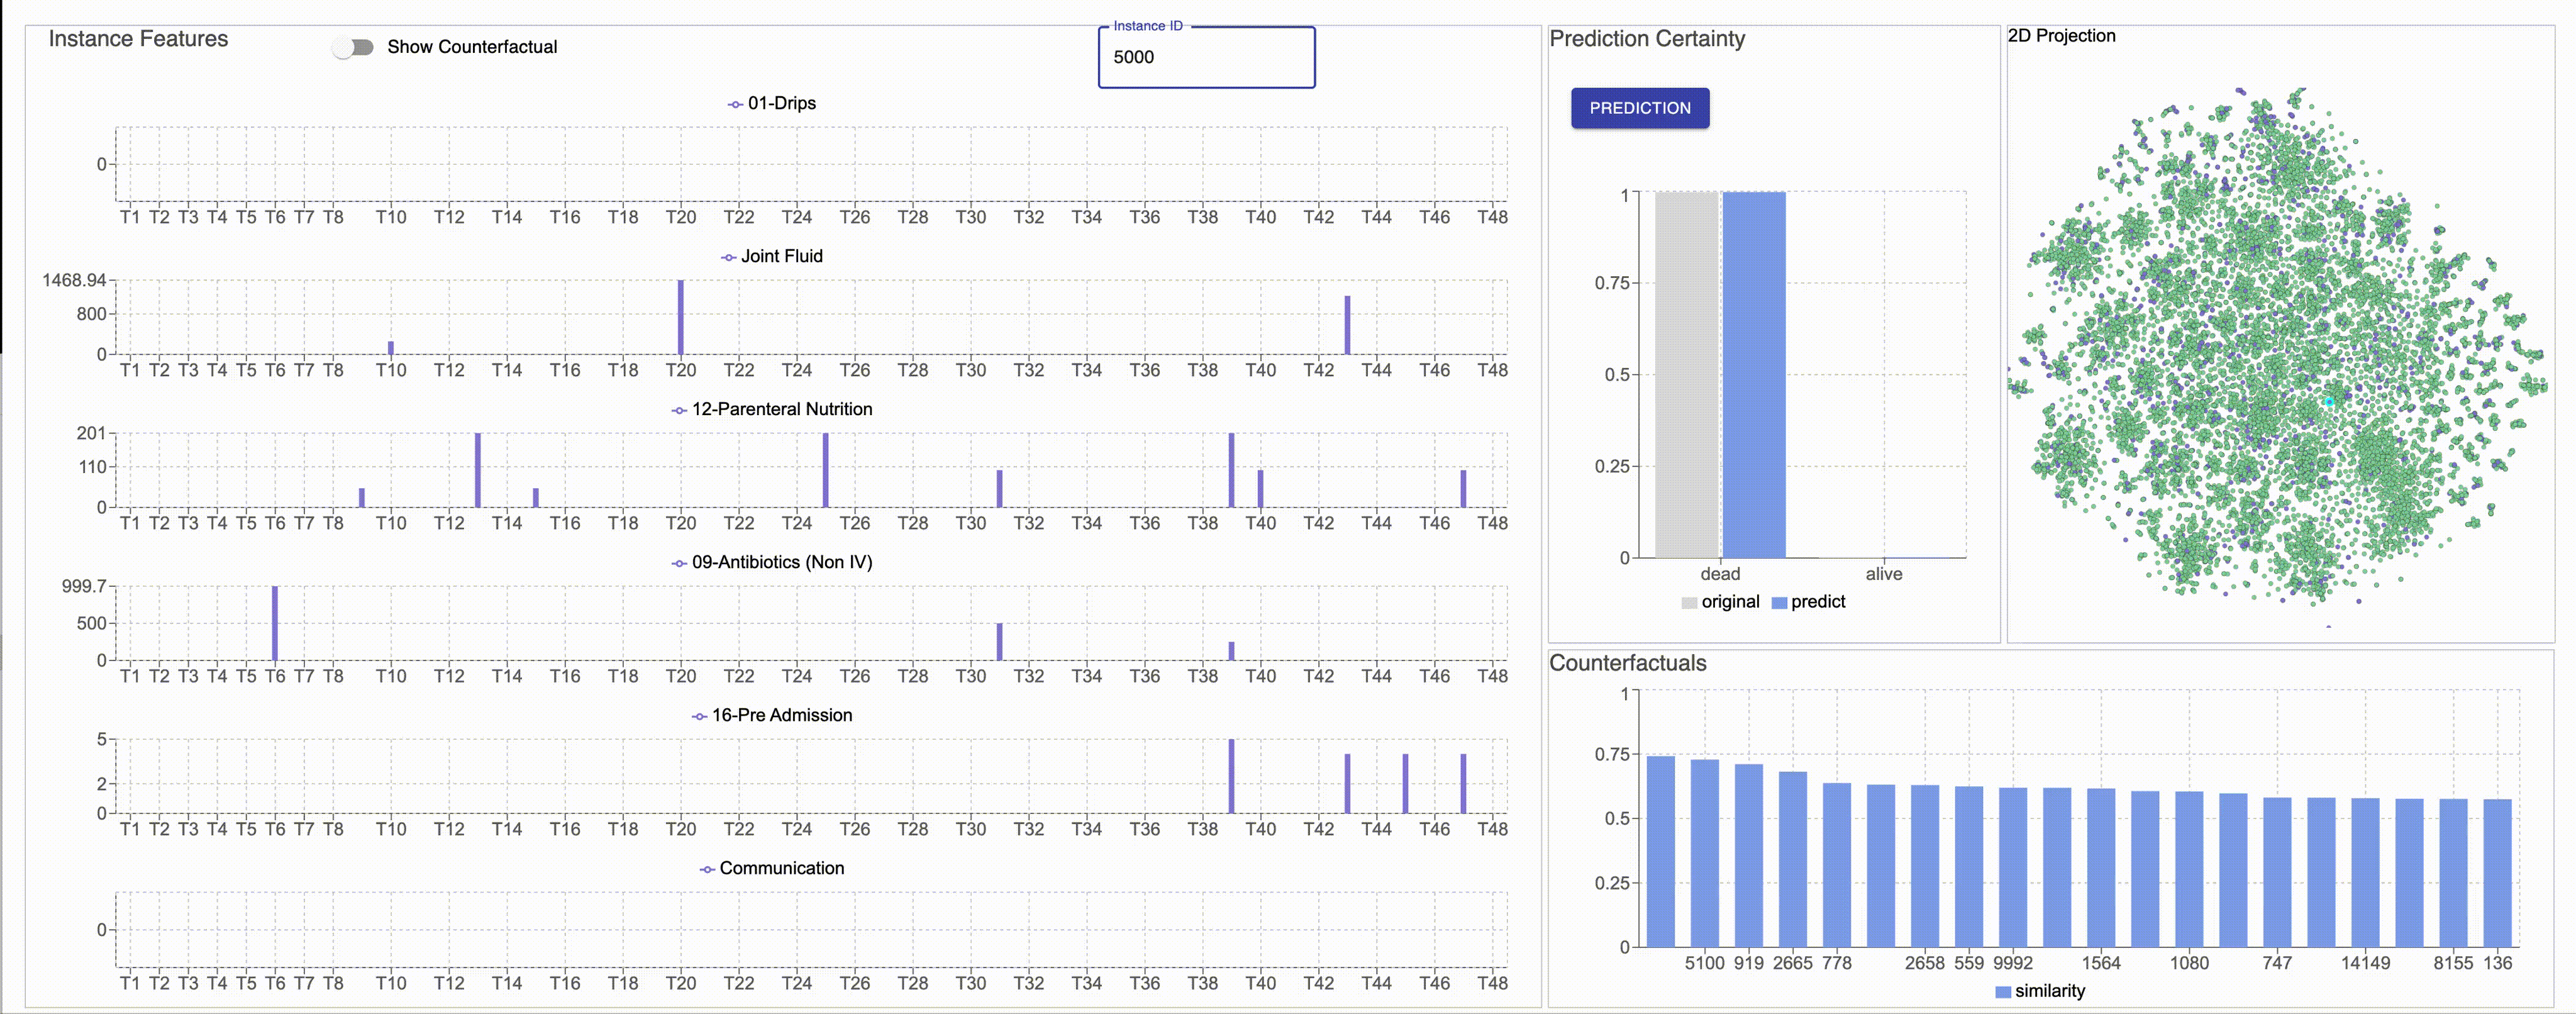 Instance Features
Show Counterfactual
Instance ID
5000
01-Drips
0
T1 T2 T3 T4 T5 T6 T7 T8 T10 T12 T14 T16 T18 T20 T22 T24 T26 T28 T30 T32 T34 T36 T38 T40 T42 T44 T46 T48
Joint Fluid
1468.94
800
0
T1 T2 T3 T4 T5 T6 T7 T8 T10 T12 T14 T16 T18 T20 T22 T24 T26 T28 T30 T32 T34 T36 T38 T40 T42 T44 T46 T48
12-Parenteral Nutrition
201
110
0
T1 T2 T3 T4 T5 T6 T7 T8 T10 T12 T14 T16 T18 T20 T22 T24 T26 T28 T30 T32 T34 T36 T38 T40 T42 T44 T46 T48
09-Antibiotics (Non IV)
999.7
500
0
T1 T2 T3 T4 T5 T6 T7 T8 T10 T12 T14 T16 T18 T20 T22 T24 T26 T28 T30 T32 T34 T36 T38 T40 T42 T44 T46 T48
16-Pre Admission
5
2
0
T1 T2 T3 T4 T5 T6 T7 T8 T10 T12 T14 T16 T18 T20 T22 T24 T26 T28 T30 T32 T34 T36 T38 T40 T42 T44 T46 T48
Communication
0
T1 T2 T3 T4 T5 T6 T7 T8 T10 T12 T14 T16 T18 T20 T22 T24 T26 T28 T30 T32 T34 T36 T38 T40 T42 T44 T46 T48
Prediction Certainty
PREDICTION
1
0.75
0.5
0.25
0
dead alive
original predict
2D Projection
Counterfactuals
1
0.75
0.5
0.25
0
5100 919 2665 778 2658 559 9992 1564 1080 747 14149 8155 136
similarity